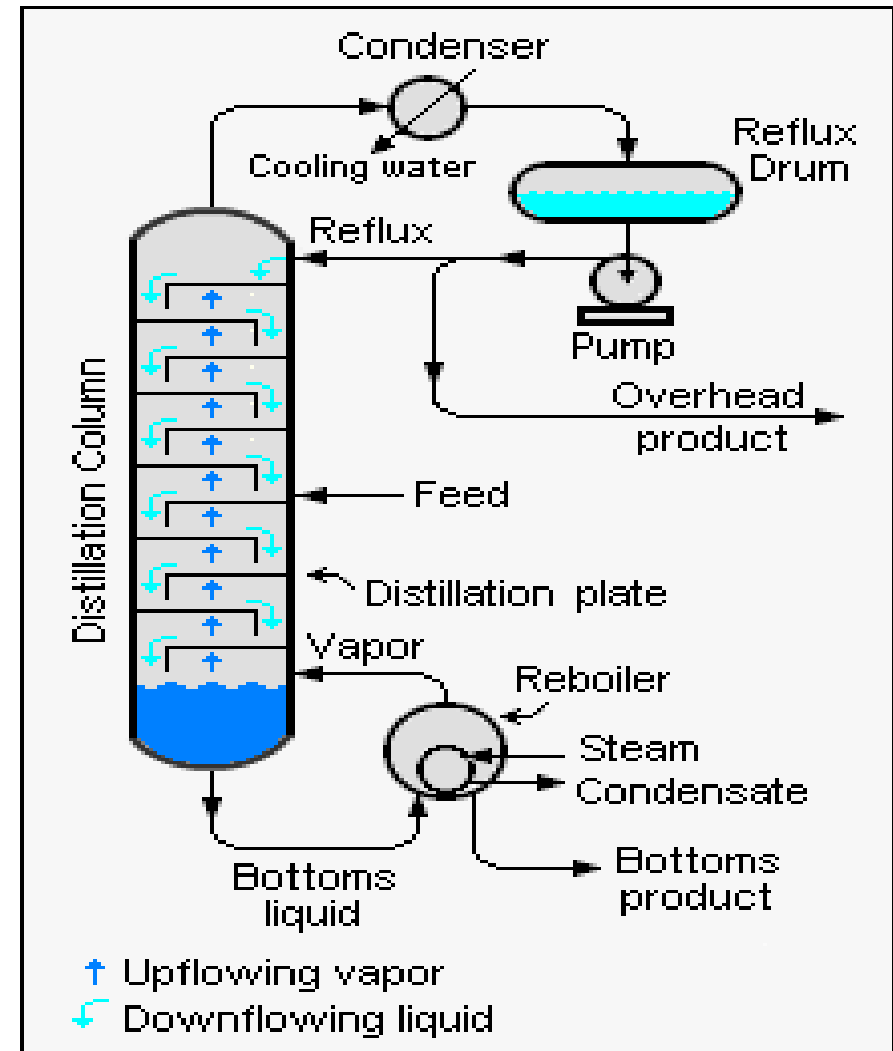 Condenser
Cooling water
Reflux
Drum
Reflux
Pump
Overhead
product
Distillation Column
Feed
Distillation plate
Vapor
Reboiler
Steam
Condensate
Bottoms
product
Bottoms
liquid
Upflowing vapor
Downflowing liquid